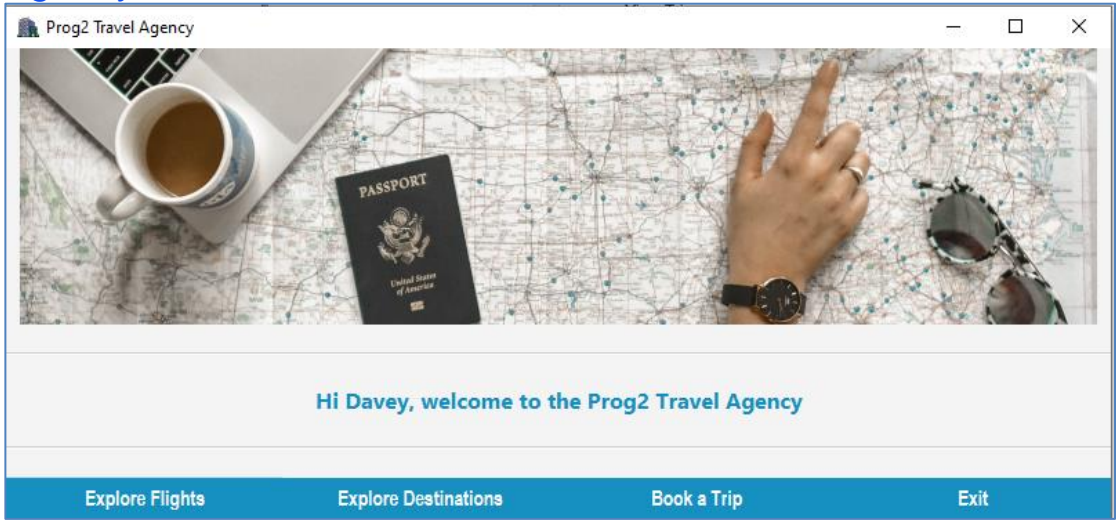 Prog2 Travel Agency
PASSPORT
United States
of America
Hi Davey, welcome to the Prog2 Travel Agency
Explore Flights
Explore Destinations
Book a Trip
Exit